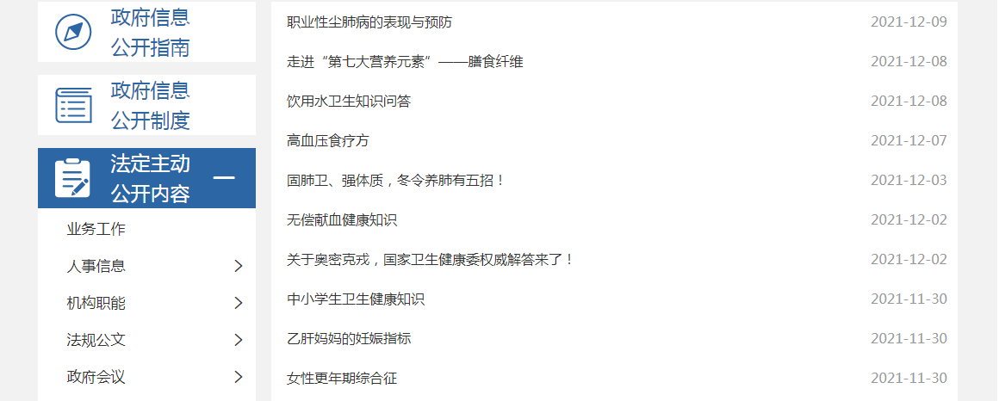 政府信息
公开指南
政府信息
公开制度
法定主动
公开内容
业务工作
人事信息
机构职能
法规公文
政府会议
职业性尘肺病的表现与预防 2021-12-09
走进“第七大营养元素”——膳食纤维 2021-12-08
饮用水卫生知识问答 2021-12-08
高血压食疗方 2021-12-07
固肺卫、强体质，冬令养肺有五招！ 2021-12-03
无偿献血健康知识 2021-12-02
关于奥密克戎，国家卫生健康委权威解答来了！ 2021-12-02
中小学生卫生健康知识 2021-11-30
乙肝妈妈的妊娠指标 2021-11-30
女性更年期综合征 2021-11-30